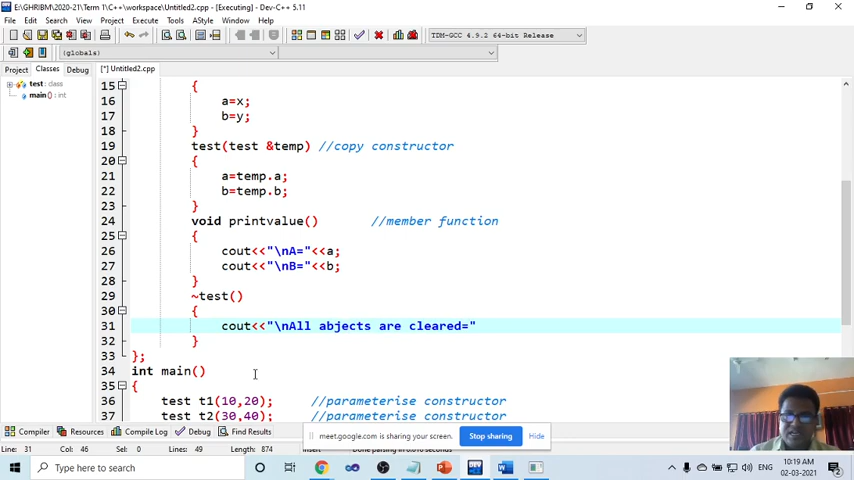 E:\GHRIBM\2020-21\Term 1\C++\workspace\Untitled2.cpp - [Executing] - Dev-C++ 5.11
File Edit Search View Project Execute Tools AStyle Window Help
TDM-GCC 4.9.2 64-bit Release
(globals)
Project Classes Debug
[*] Untitled2.cpp
test : class
main () : int
15 {
16 a=x;
17 b=y;
18 }
19 test(test &temp) //copy constructor
20 {
21 a=temp.a;
22 b=temp.b;
23 }
24 void printvalue() //member function
25 {
26 cout<<"\nA="<<a;
27 cout<<"\nB="<<b;
28 }
29 ~test()
30 {
31 cout<<"\nAll abjects are cleared="
32 }
33 };
34 int main()
35 {
36 test t1(10,20); //parameterise constructor
37 test t2(30,40); //parameterise constructor
Compiler Resources Compile Log Debug Find Results
meet.google.com is sharing your screen. Stop sharing Hide
Line: 31 Col: 46 Sel: 0 Lines: 49 Length: 874
Type here to search
ENG
10:19 AM
02-03-2021
2